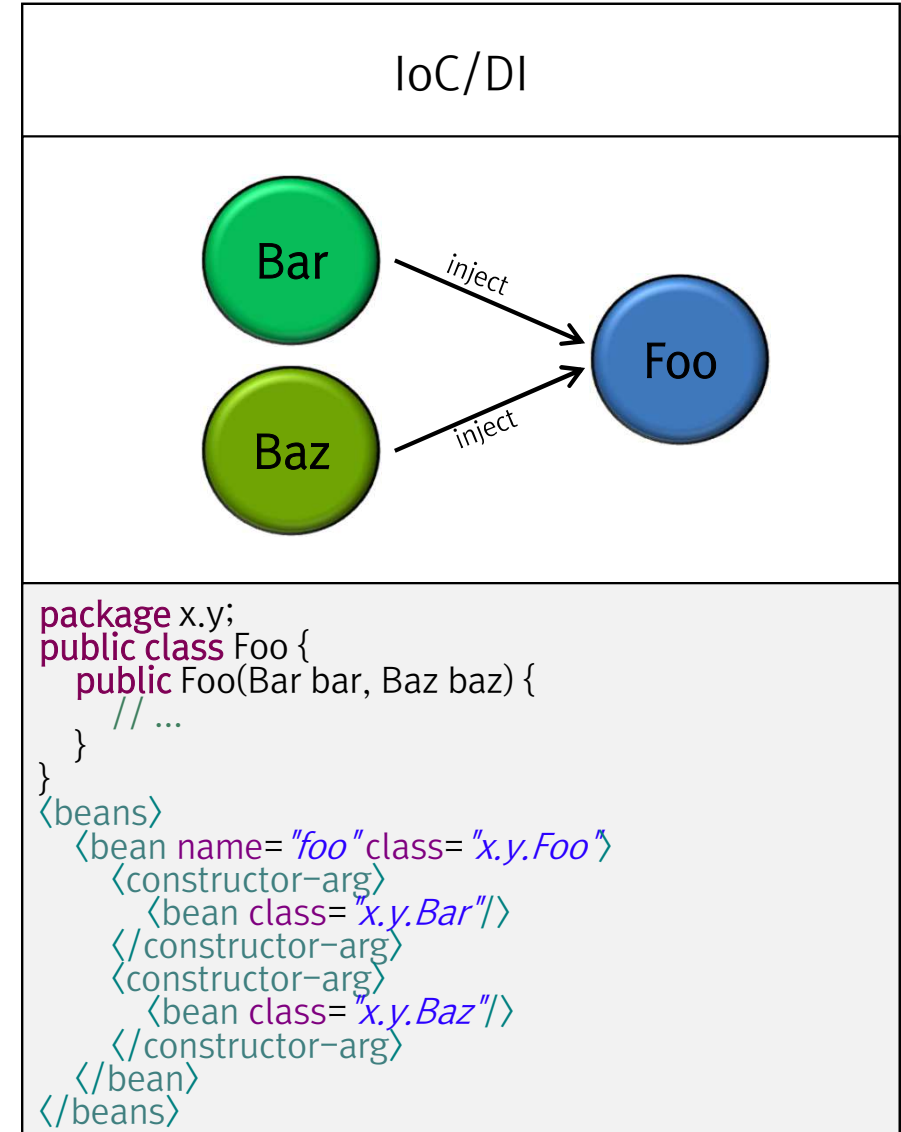 IoC/DI
Bar
inject
Foo
Baz
inject
package x.y;
public class Foo {
  public Foo(Bar bar, Baz baz) {
    // ...
  }
}
<beans>
  <bean name="foo" class="x.y.Foo">
    <constructor-arg>
      <bean class="x.y.Bar"/>
    </constructor-arg>
    <constructor-arg>
      <bean class="x.y.Baz"/>
    </constructor-arg>
  </bean>
</beans>